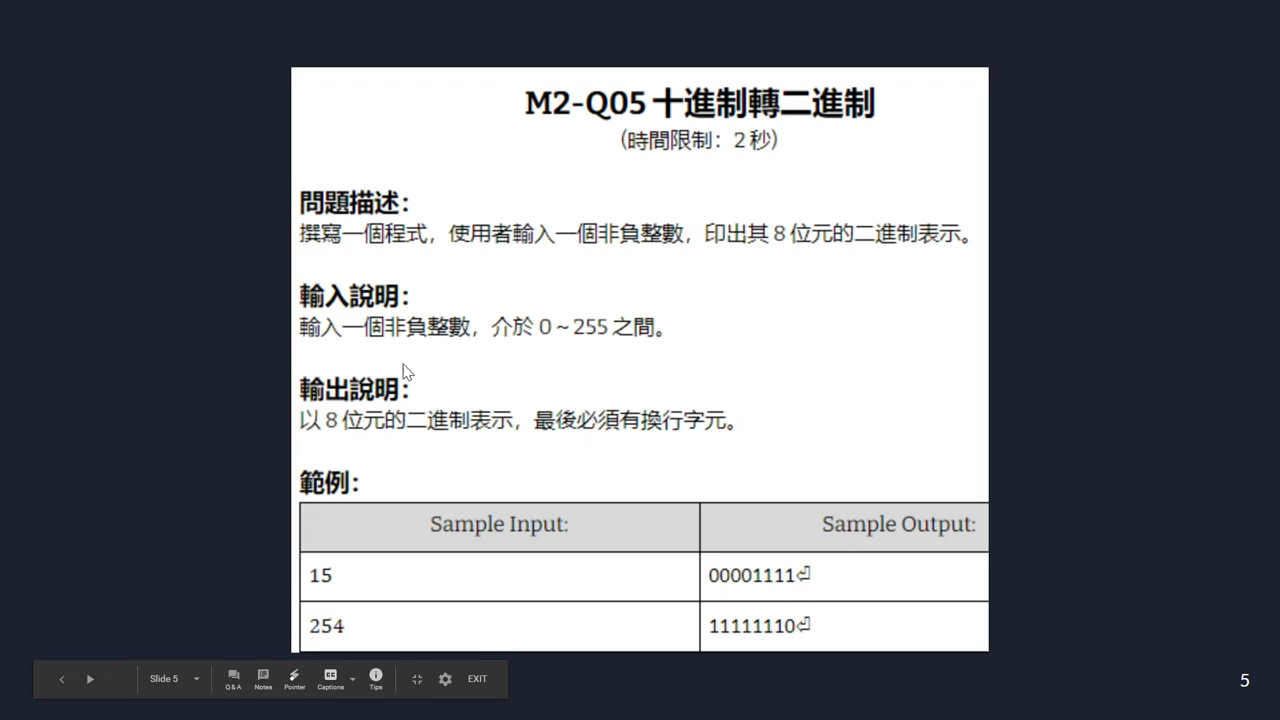 M2-Q05 十進制轉二進制
（時間限制：2 秒）
問題描述：
撰寫一個程式，使用者輸入一個非負整數，印出其 8 位元的二進制表示。
輸入說明：
輸入一個非負整數，介於 0 ~ 255 之間。
輸出說明：
以 8 位元的二進制表示，最後必須有換行字元。
範例：
Sample Input: Sample Output:
15 00001111⏎
254 11111110⏎
Slide 5 Q&A Notes Pointer Captions Tips EXIT
5